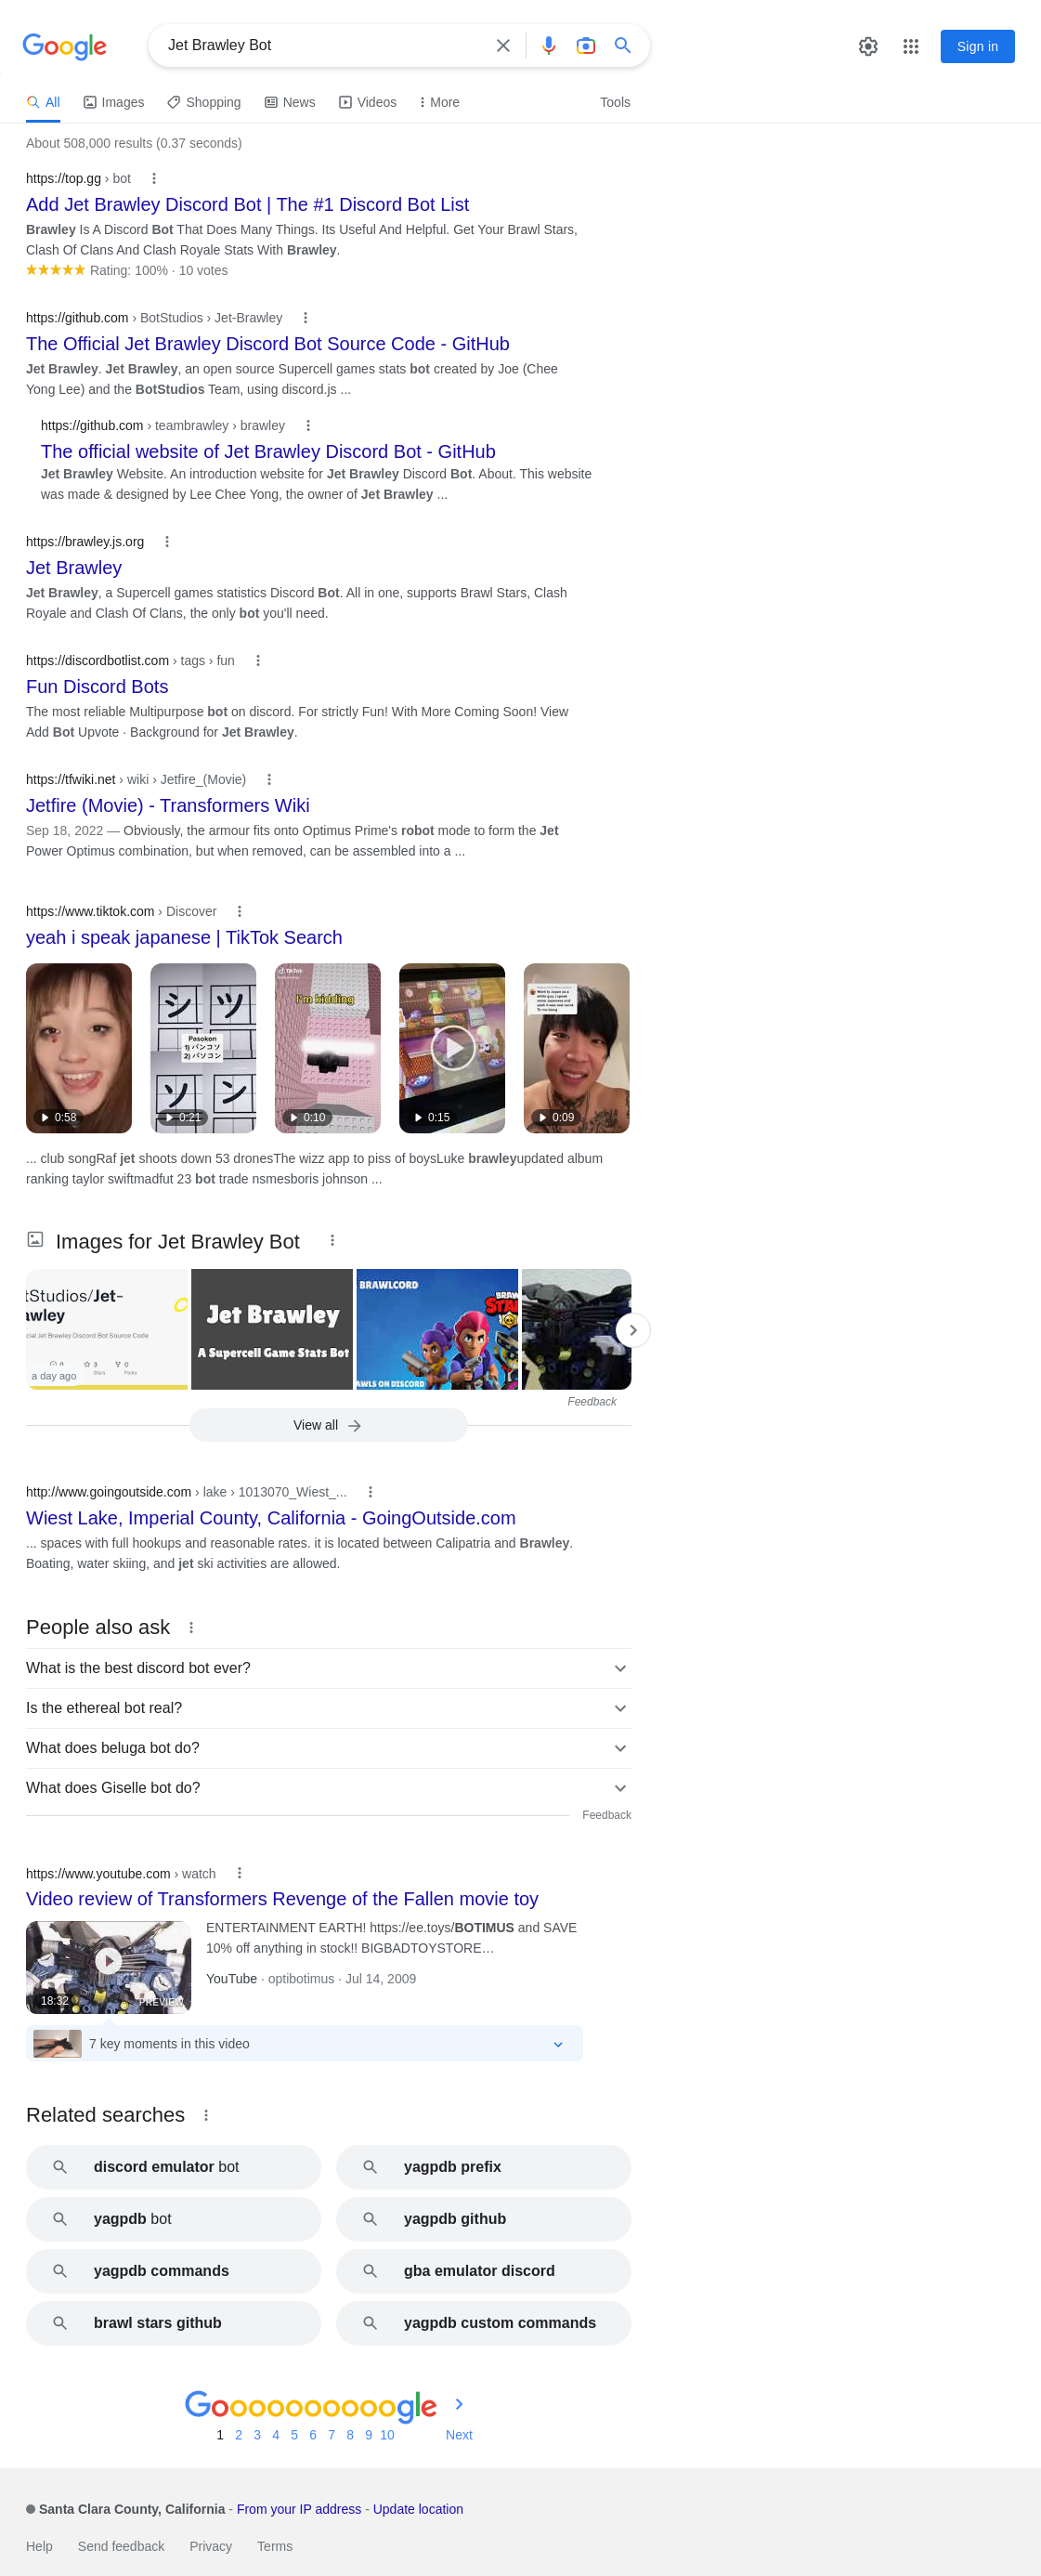 Google
Jet Brawley Bot
Sign in
All
Images
Shopping
News
Videos
More
Tools
About 508,000 results (0.37 seconds)
https://top.gg › bot
Add Jet Brawley Discord Bot | The #1 Discord Bot List
Brawley Is A Discord Bot That Does Many Things. Its Useful And Helpful. Get Your Brawl Stars,
Clash Of Clans And Clash Royale Stats With Brawley.
Rating: 100% · 10 votes
https://github.com › BotStudios › Jet-Brawley
The Official Jet Brawley Discord Bot Source Code - GitHub
Jet Brawley. Jet Brawley, an open source Supercell games stats bot created by Joe (Chee
Yong Lee) and the BotStudios Team, using discord.js ...
https://github.com › teambrawley › brawley
The official website of Jet Brawley Discord Bot - GitHub
Jet Brawley Website. An introduction website for Jet Brawley Discord Bot. About. This website
was made & designed by Lee Chee Yong, the owner of Jet Brawley ...
https://brawley.js.org
Jet Brawley
Jet Brawley, a Supercell games statistics Discord Bot. All in one, supports Brawl Stars, Clash
Royale and Clash Of Clans, the only bot you'll need.
https://discordbotlist.com › tags › fun
Fun Discord Bots
The most reliable Multipurpose bot on discord. For strictly Fun! With More Coming Soon! View
Add Bot Upvote · Background for Jet Brawley.
https://tfwiki.net › wiki › Jetfire_(Movie)
Jetfire (Movie) - Transformers Wiki
Sep 18, 2022 — Obviously, the armour fits onto Optimus Prime's robot mode to form the Jet
Power Optimus combination, but when removed, can be assembled into a ...
https://www.tiktok.com › Discover
yeah i speak japanese | TikTok Search
シ ツ
Pasokon
1) パンコソ
2) パソコン
ソ ン
TikTok
I'm kidding
0:58
0:21
0:10
0:15
0:09
... club songRaf jet shoots down 53 dronesThe wizz app to piss of boysLuke brawleyupdated album
ranking taylor swiftmadfut 23 bot trade nsmesboris johnson ...
Images for Jet Brawley Bot
tStudios/Jet-
awley
cial Jet Brawley Discord Bot Source Code
0
3
0
Stars
Forks
a day ago
Jet Brawley
A Supercell Game Stats Bot
BRAWLCORD
BRAW
STA
AWLS ON DISCORD
Feedback
View all
http://www.goingoutside.com › lake › 1013070_Wiest_...
Wiest Lake, Imperial County, California - GoingOutside.com
... spaces with full hookups and reasonable rates. it is located between Calipatria and Brawley.
Boating, water skiing, and jet ski activities are allowed.
People also ask
What is the best discord bot ever?
Is the ethereal bot real?
What does beluga bot do?
What does Giselle bot do?
Feedback
https://www.youtube.com › watch
Video review of Transformers Revenge of the Fallen movie toy
ENTERTAINMENT EARTH! https://ee.toys/BOTIMUS and SAVE
10% off anything in stock!! BIGBADTOYSTORE…
YouTube · optibotimus · Jul 14, 2009
18:32
PREVIEW
7 key moments in this video
Related searches
discord emulator bot
yagpdb prefix
yagpdb bot
yagpdb github
yagpdb commands
gba emulator discord
brawl stars github
yagpdb custom commands
Goooooooooogle
1 2 3 4 5 6 7 8 9 10 Next
Santa Clara County, California - From your IP address - Update location
Help
Send feedback
Privacy
Terms